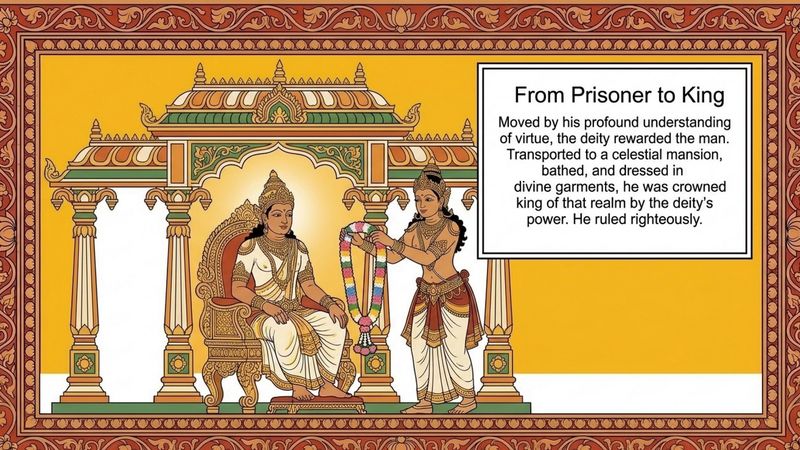 From Prisoner to King
Moved by his profound understanding
of virtue, the deity rewarded the man.
Transported to a celestial mansion,
bathed, and dressed in
divine garments, he was crowned
king of that realm by the deity’s
power. He ruled righteously.